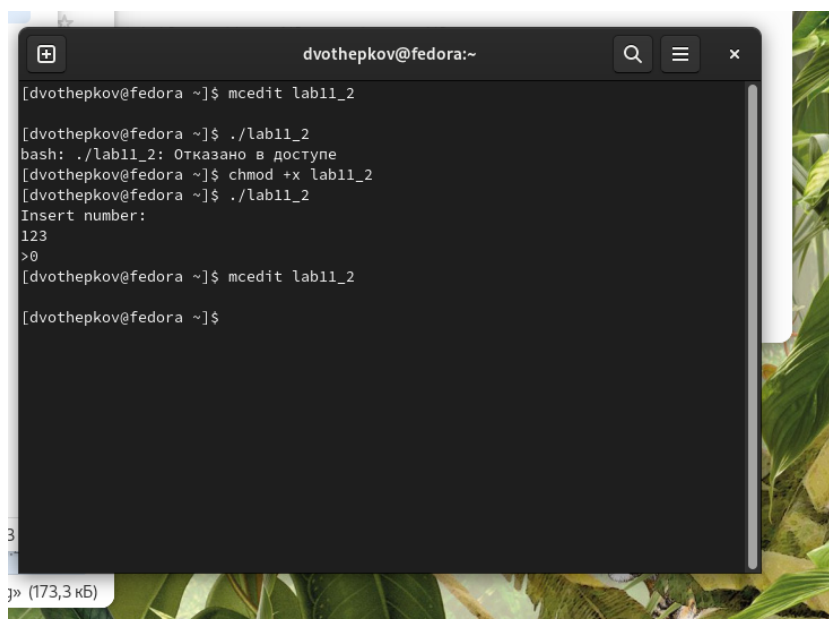 dvothepkov@fedora:~
[dvothepkov@fedora ~]$ mcedit lab11_2
[dvothepkov@fedora ~]$ ./lab11_2
bash: ./lab11_2: Отказано в доступе
[dvothepkov@fedora ~]$ chmod +x lab11_2
[dvothepkov@fedora ~]$ ./lab11_2
Insert number:
123
>0
[dvothepkov@fedora ~]$ mcedit lab11_2
[dvothepkov@fedora ~]$
(173,3 кБ)